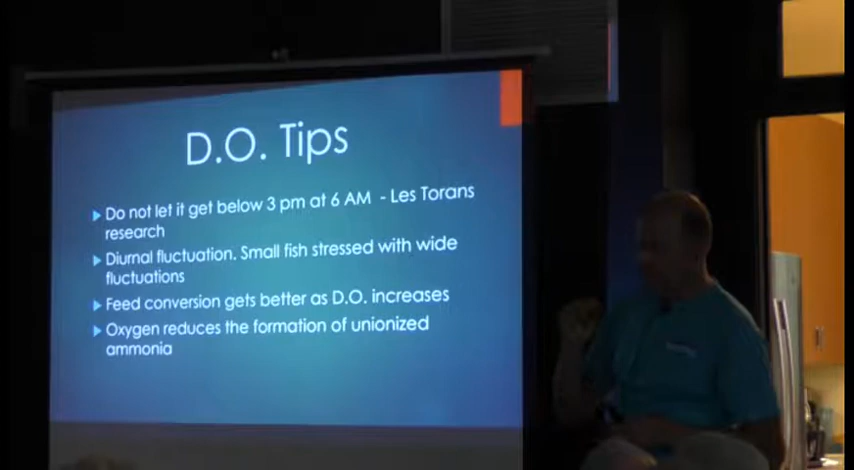 D.O. Tips
Do not let it get below 3 pm at 6 AM - Les Torans
research
Diurnal fluctuation. Small fish stressed with wide
fluctuations
Feed conversion gets better as D.O. increases
Oxygen reduces the formation of unionized
ammonia